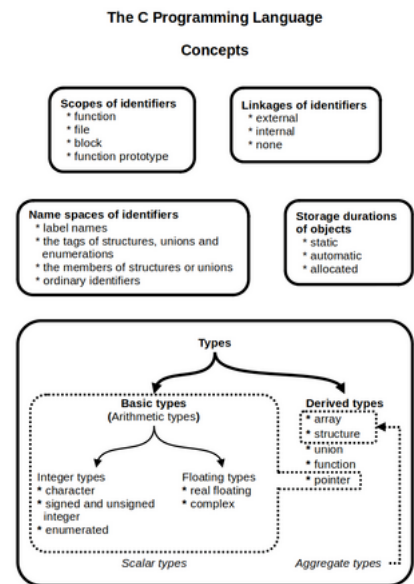 The C Programming Language
Concepts
Scopes of identifiers
* function
* file
* block
* function prototype
Linkages of identifiers
* external
* internal
* none
Name spaces of identifiers
* label names
* the tags of structures, unions and
enumerations
* the members of structures or unions
* ordinary identifiers
Storage durations
of objects
* static
* automatic
* allocated
Types
Basic types
(Arithmetic types)
Integer types
* character
* signed and unsigned
integer
* enumerated
Floating types
* real floating
* complex
Derived types
* array
* structure
* union
* function
* pointer
Scalar types
Aggregate types